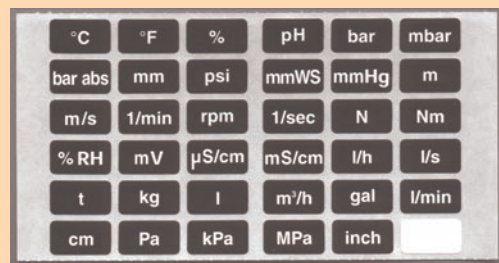 °C °F % pH bar mbar
bar abs mm psi mmWS mmHg m
m/s 1/min rpm 1/sec N Nm
% RH mV µS/cm mS/cm l/h l/s
t kg l m³/h gal l/min
cm Pa kPa MPa inch